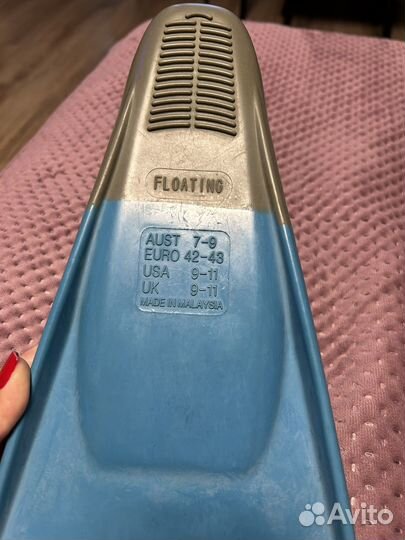 FLOATING
AUST 7-9
EURO 42-43
USA 9-11
UK 9-11
MADE IN MALAYSIA
Avito